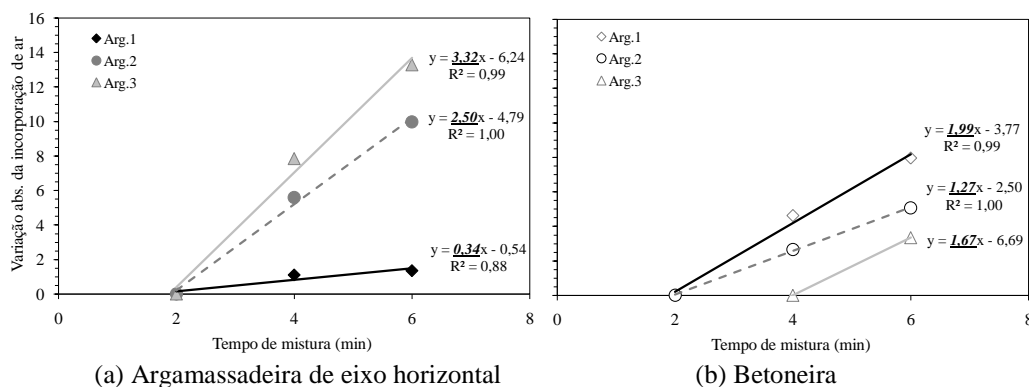 Variação abs. da incorporação de ar
16
14
12
10
8
6
4
2
0
Arg.1
Arg.2
Arg.3
y = 3,32x - 6,24
R² = 0,99
y = 2,50x - 4,79
R² = 1,00
y = 0,34x - 0,54
R² = 0,88
0 2 4 6 8
Tempo de mistura (min)
(a) Argamassadeira de eixo horizontal
Arg.1
Arg.2
Arg.3
y = 1,99x - 3,77
R² = 0,99
y = 1,27x - 2,50
R² = 1,00
y = 1,67x - 6,69
0 2 4 6 8
Tempo de mistura (min)
(b) Betoneira